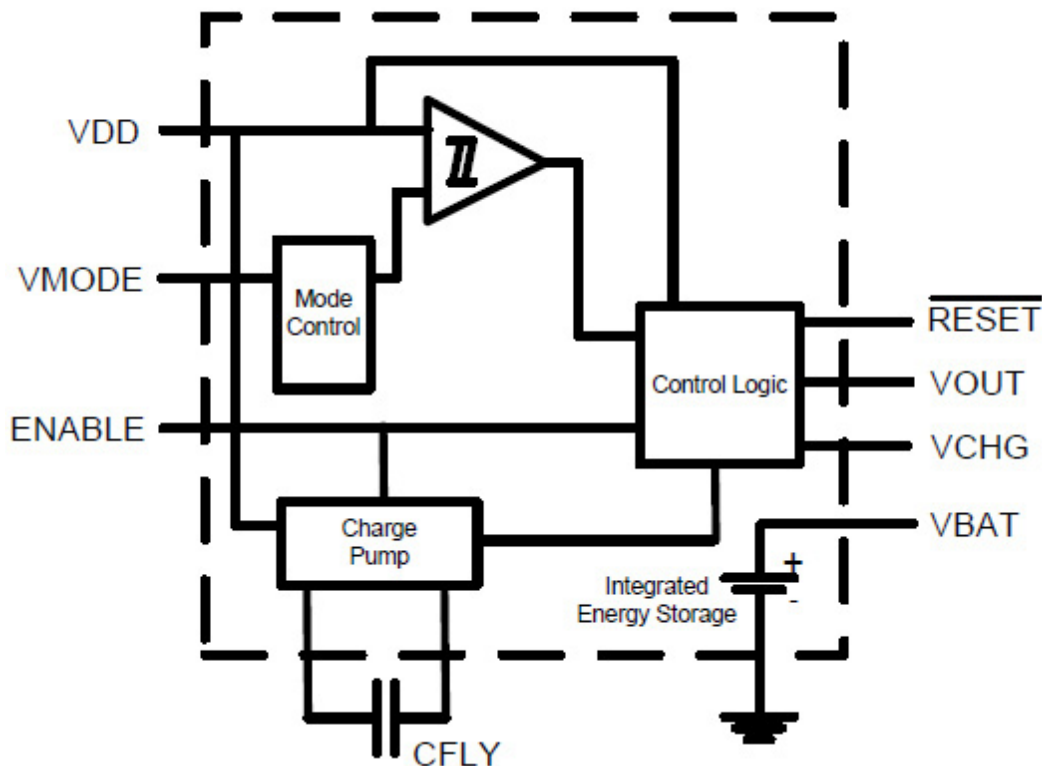 VDD
VMODE
Mode
Control
ENABLE
Charge
Pump
CFLY
Control Logic
RESET
VOUT
VCHG
VBAT
+
-
Integrated
Energy Storage